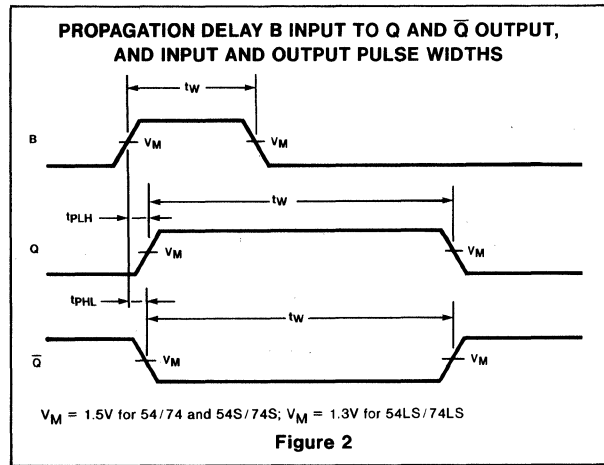 PROPAGATION DELAY B INPUT TO Q AND Q̅ OUTPUT,
AND INPUT AND OUTPUT PULSE WIDTHS
tW
B
VM
VM
tPLH
tW
Q
VM
VM
tPHL
tW
Q̅
VM
VM
VM = 1.5V for 54/74 and 54S/74S; VM = 1.3V for 54LS/74LS
Figure 2